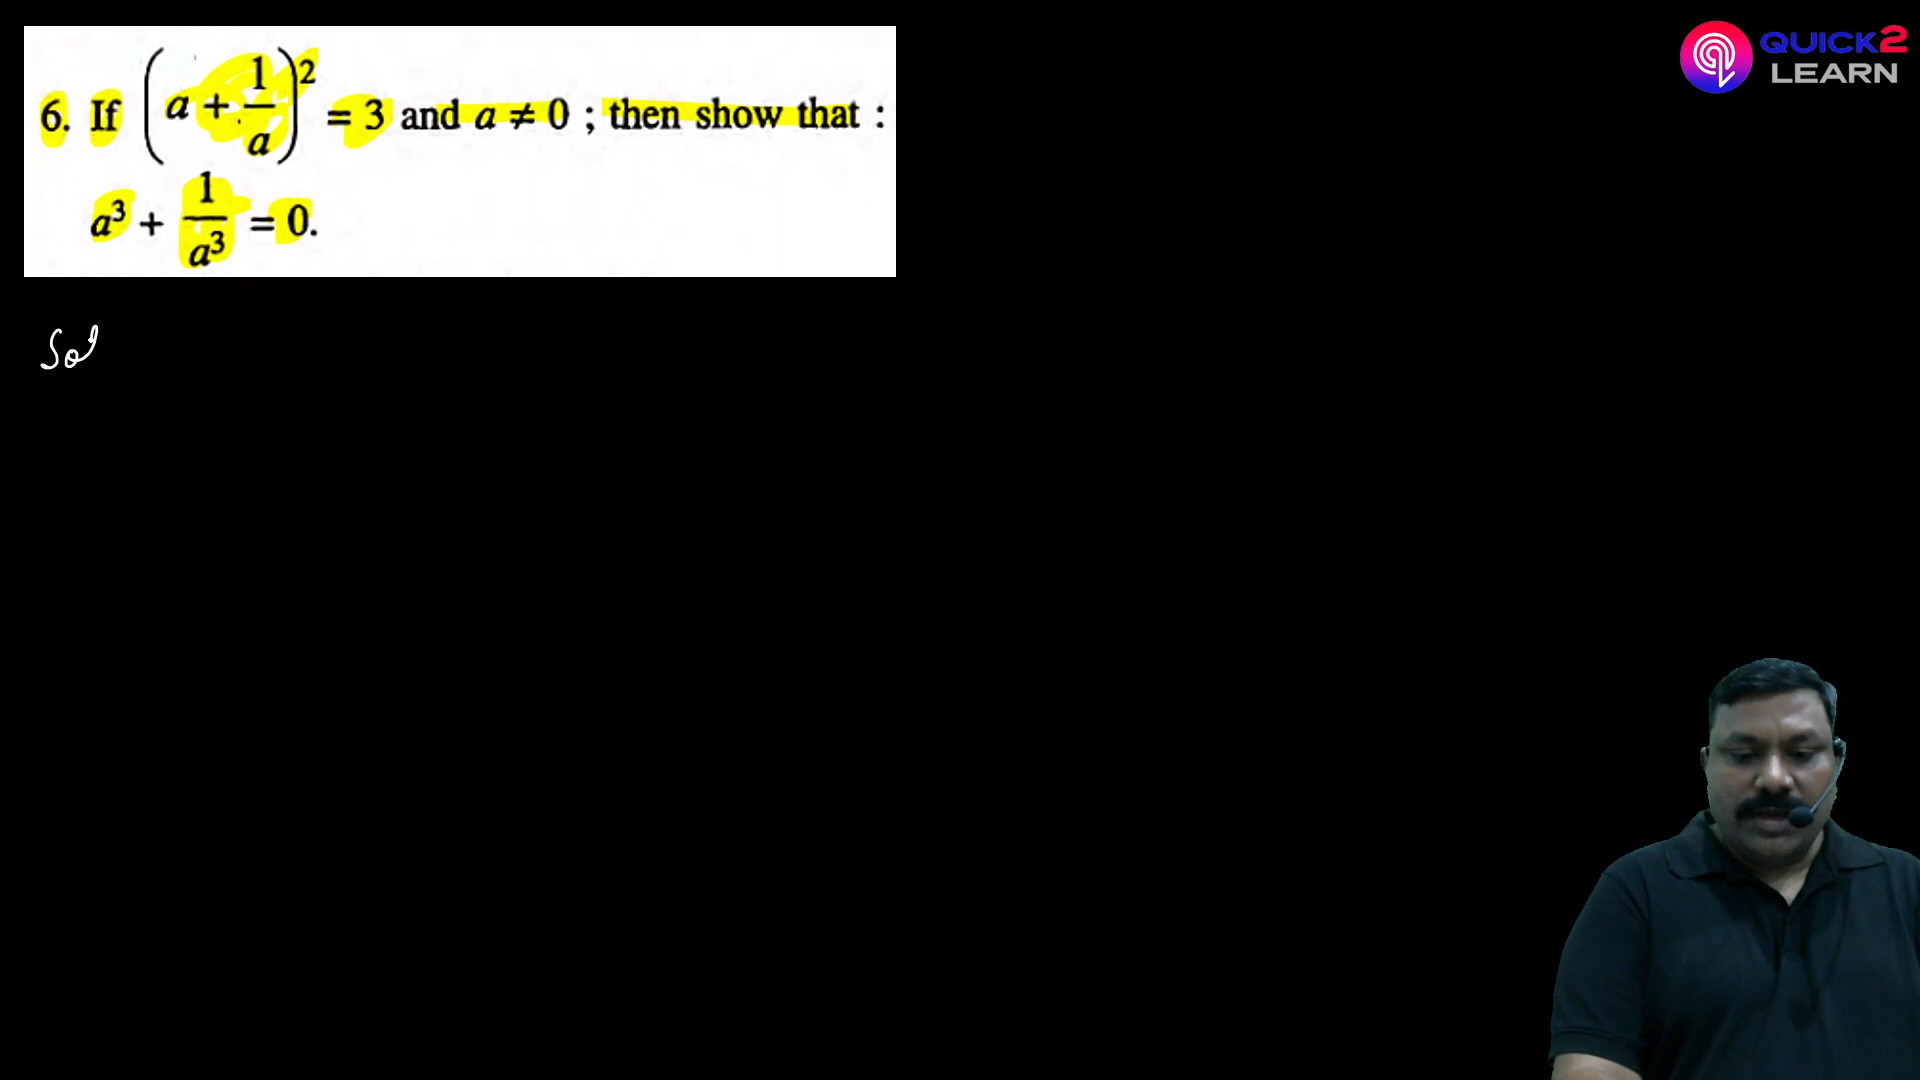 6. If (a + 1/a)² = 3 and a ≠ 0 ; then show that :
a³ + 1/a³ = 0.
Sol
QUICK2
LEARN